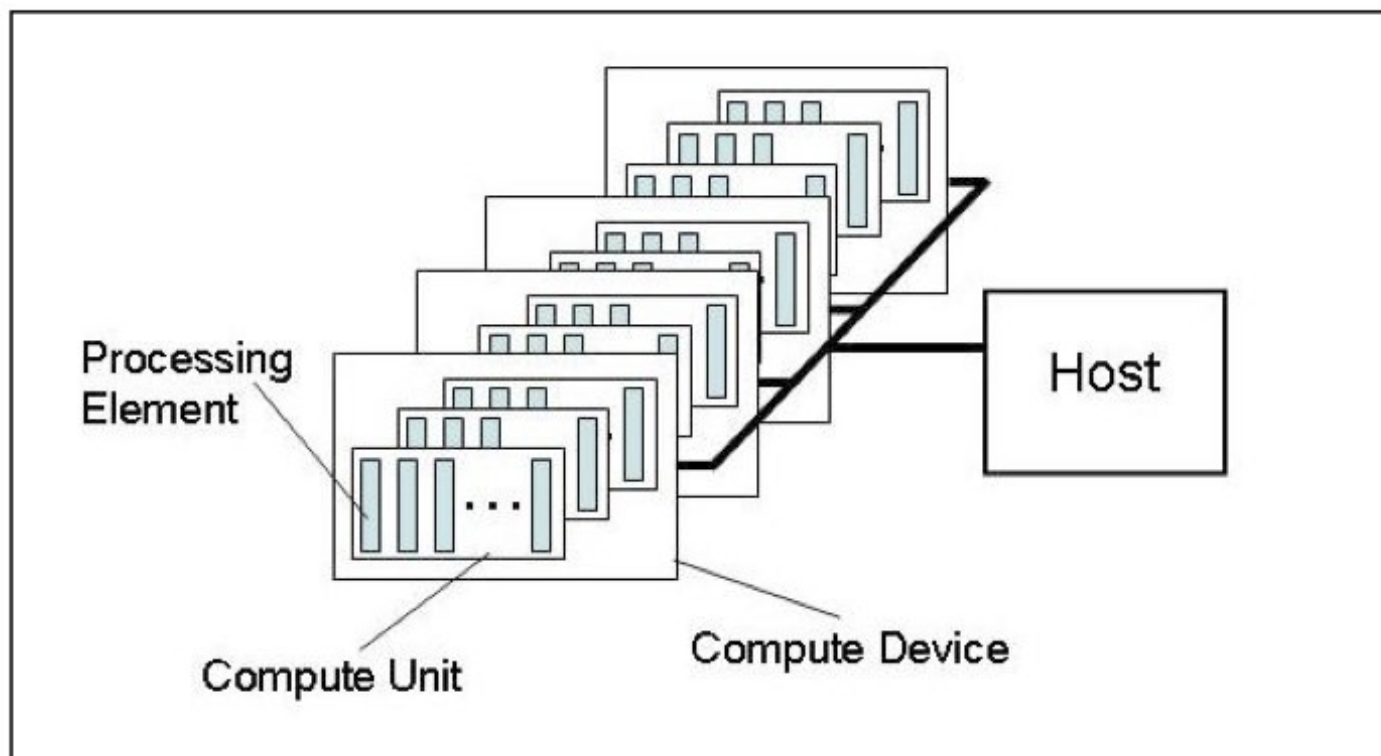 Processing
Element
Host
Compute Unit
Compute Device